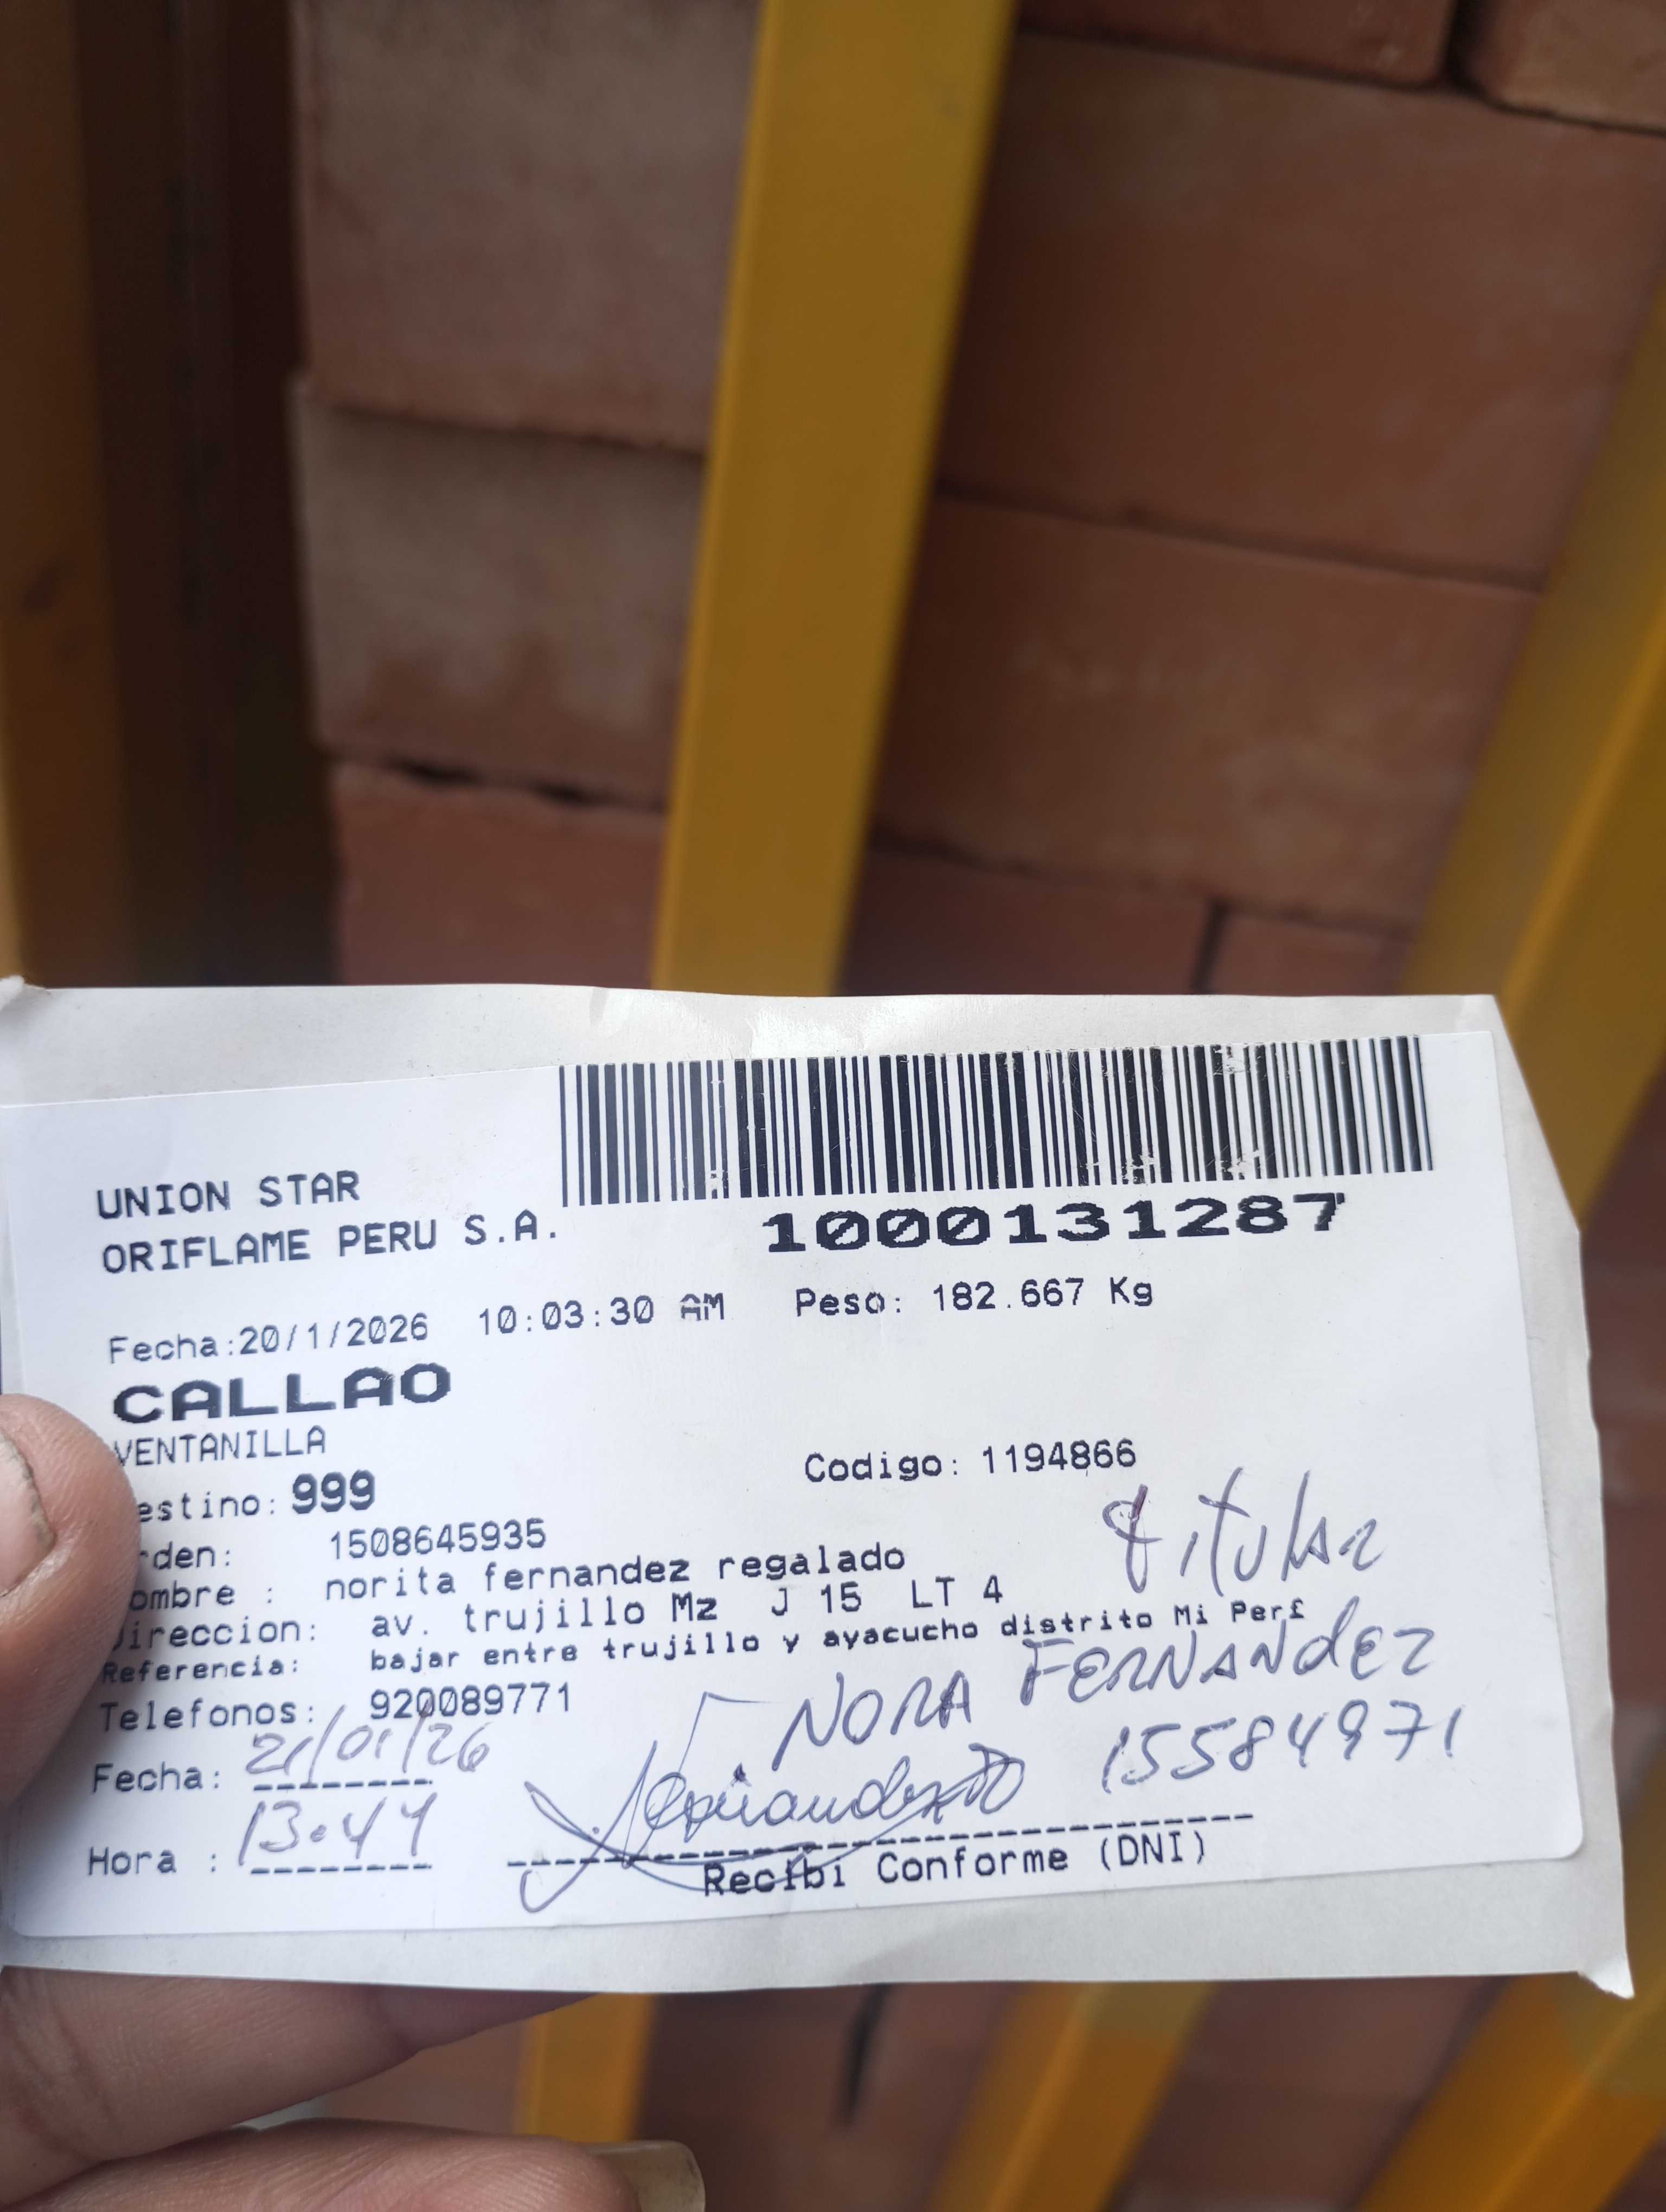 UNION STAR
ORIFLAME PERU S.A.
1000131287
Fecha:20/1/2026 10:03:30 AM Peso: 182.667 Kg
CALLAO
VENTANILLA
estino: 999 Codigo: 1194866
rden: 1508645935
ombre : norita fernandez regalado
Direccion: av. trujillo Mz J 15 LT 4
Referencia: bajar entre trujillo y ayacucho distrito Mi Per£
Telefonos: 920089771
titular
NORA FERNANDEZ
15584971
Fecha: 21/01/26
Hora : 13:44
Recibi Conforme (DNI)